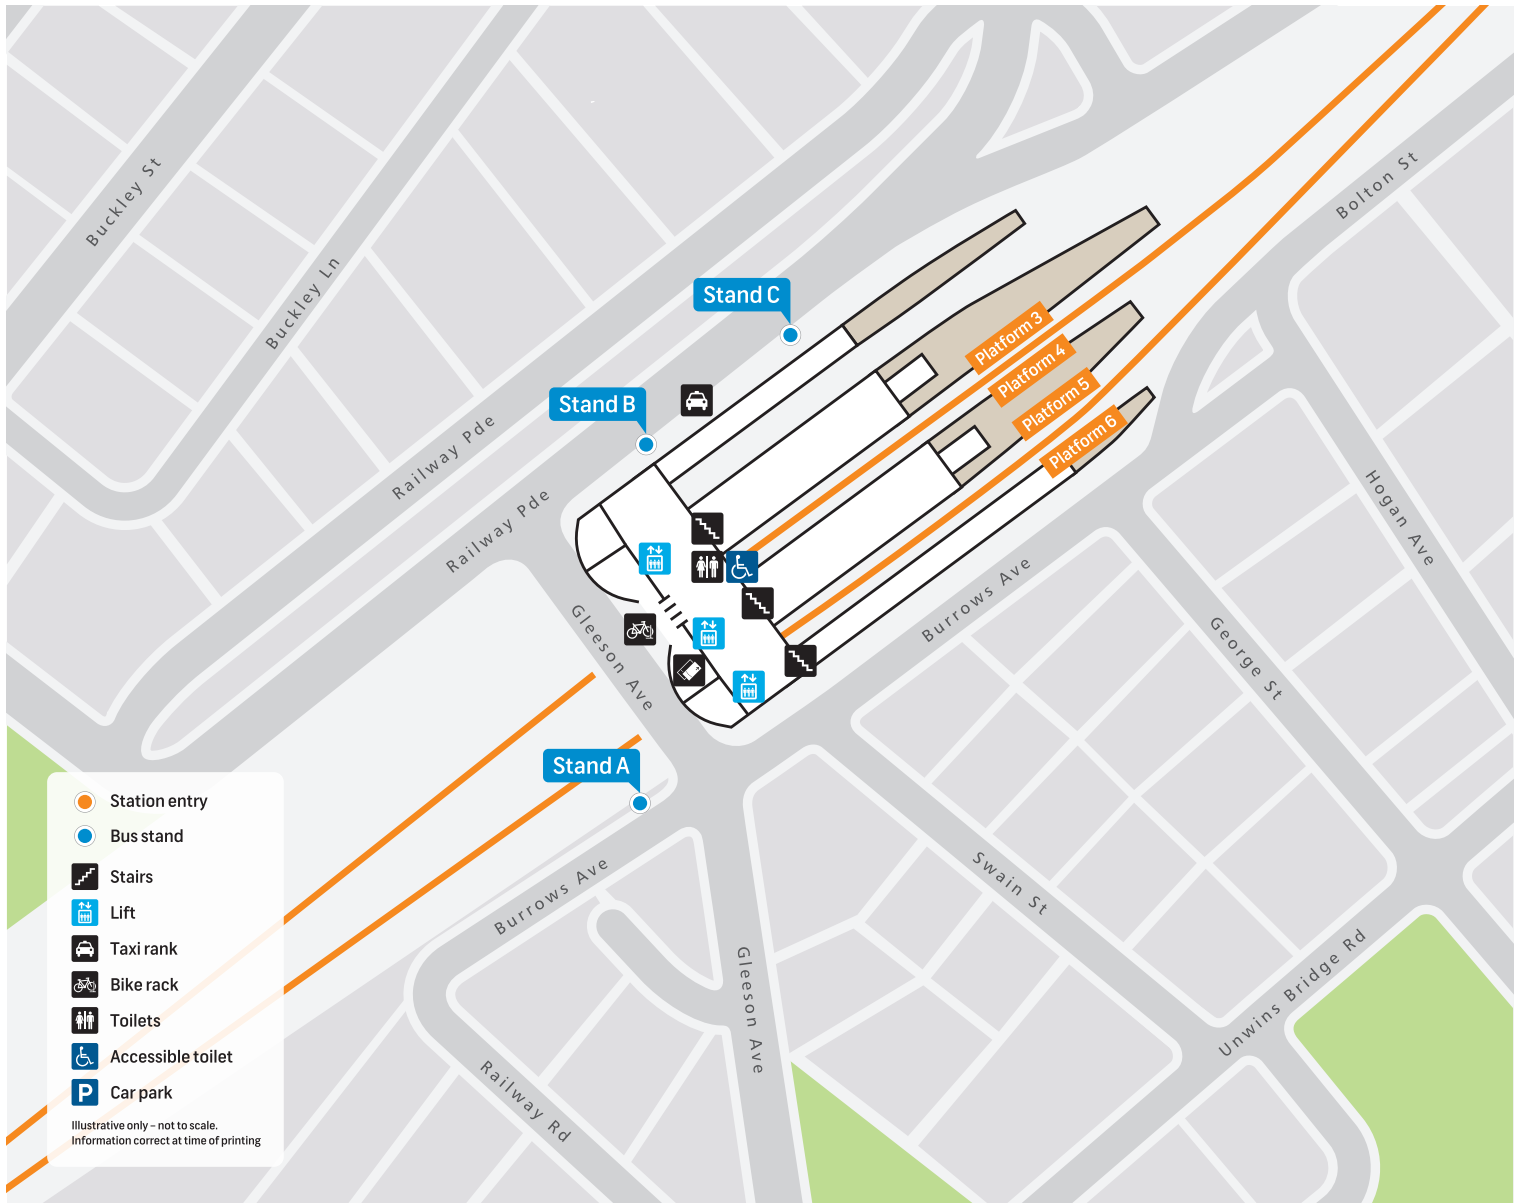 Buckley St
Buckley Ln
Bolton St
Stand C
Platform 3
Platform 4
Platform 5
Platform 6
Stand B
Railway Pde
Railway Pde
Hogan Ave
Burrows Ave
George St
Gleeson Ave
Stand A
Burrows Ave
Swain St
Gleeson Ave
Unwins Bridge Rd
Railway Rd
Station entry
Bus stand
Stairs
Lift
Taxi rank
Bike rack
Toilets
Accessible toilet
P Car park
Illustrative only – not to scale.
Information correct at time of printing